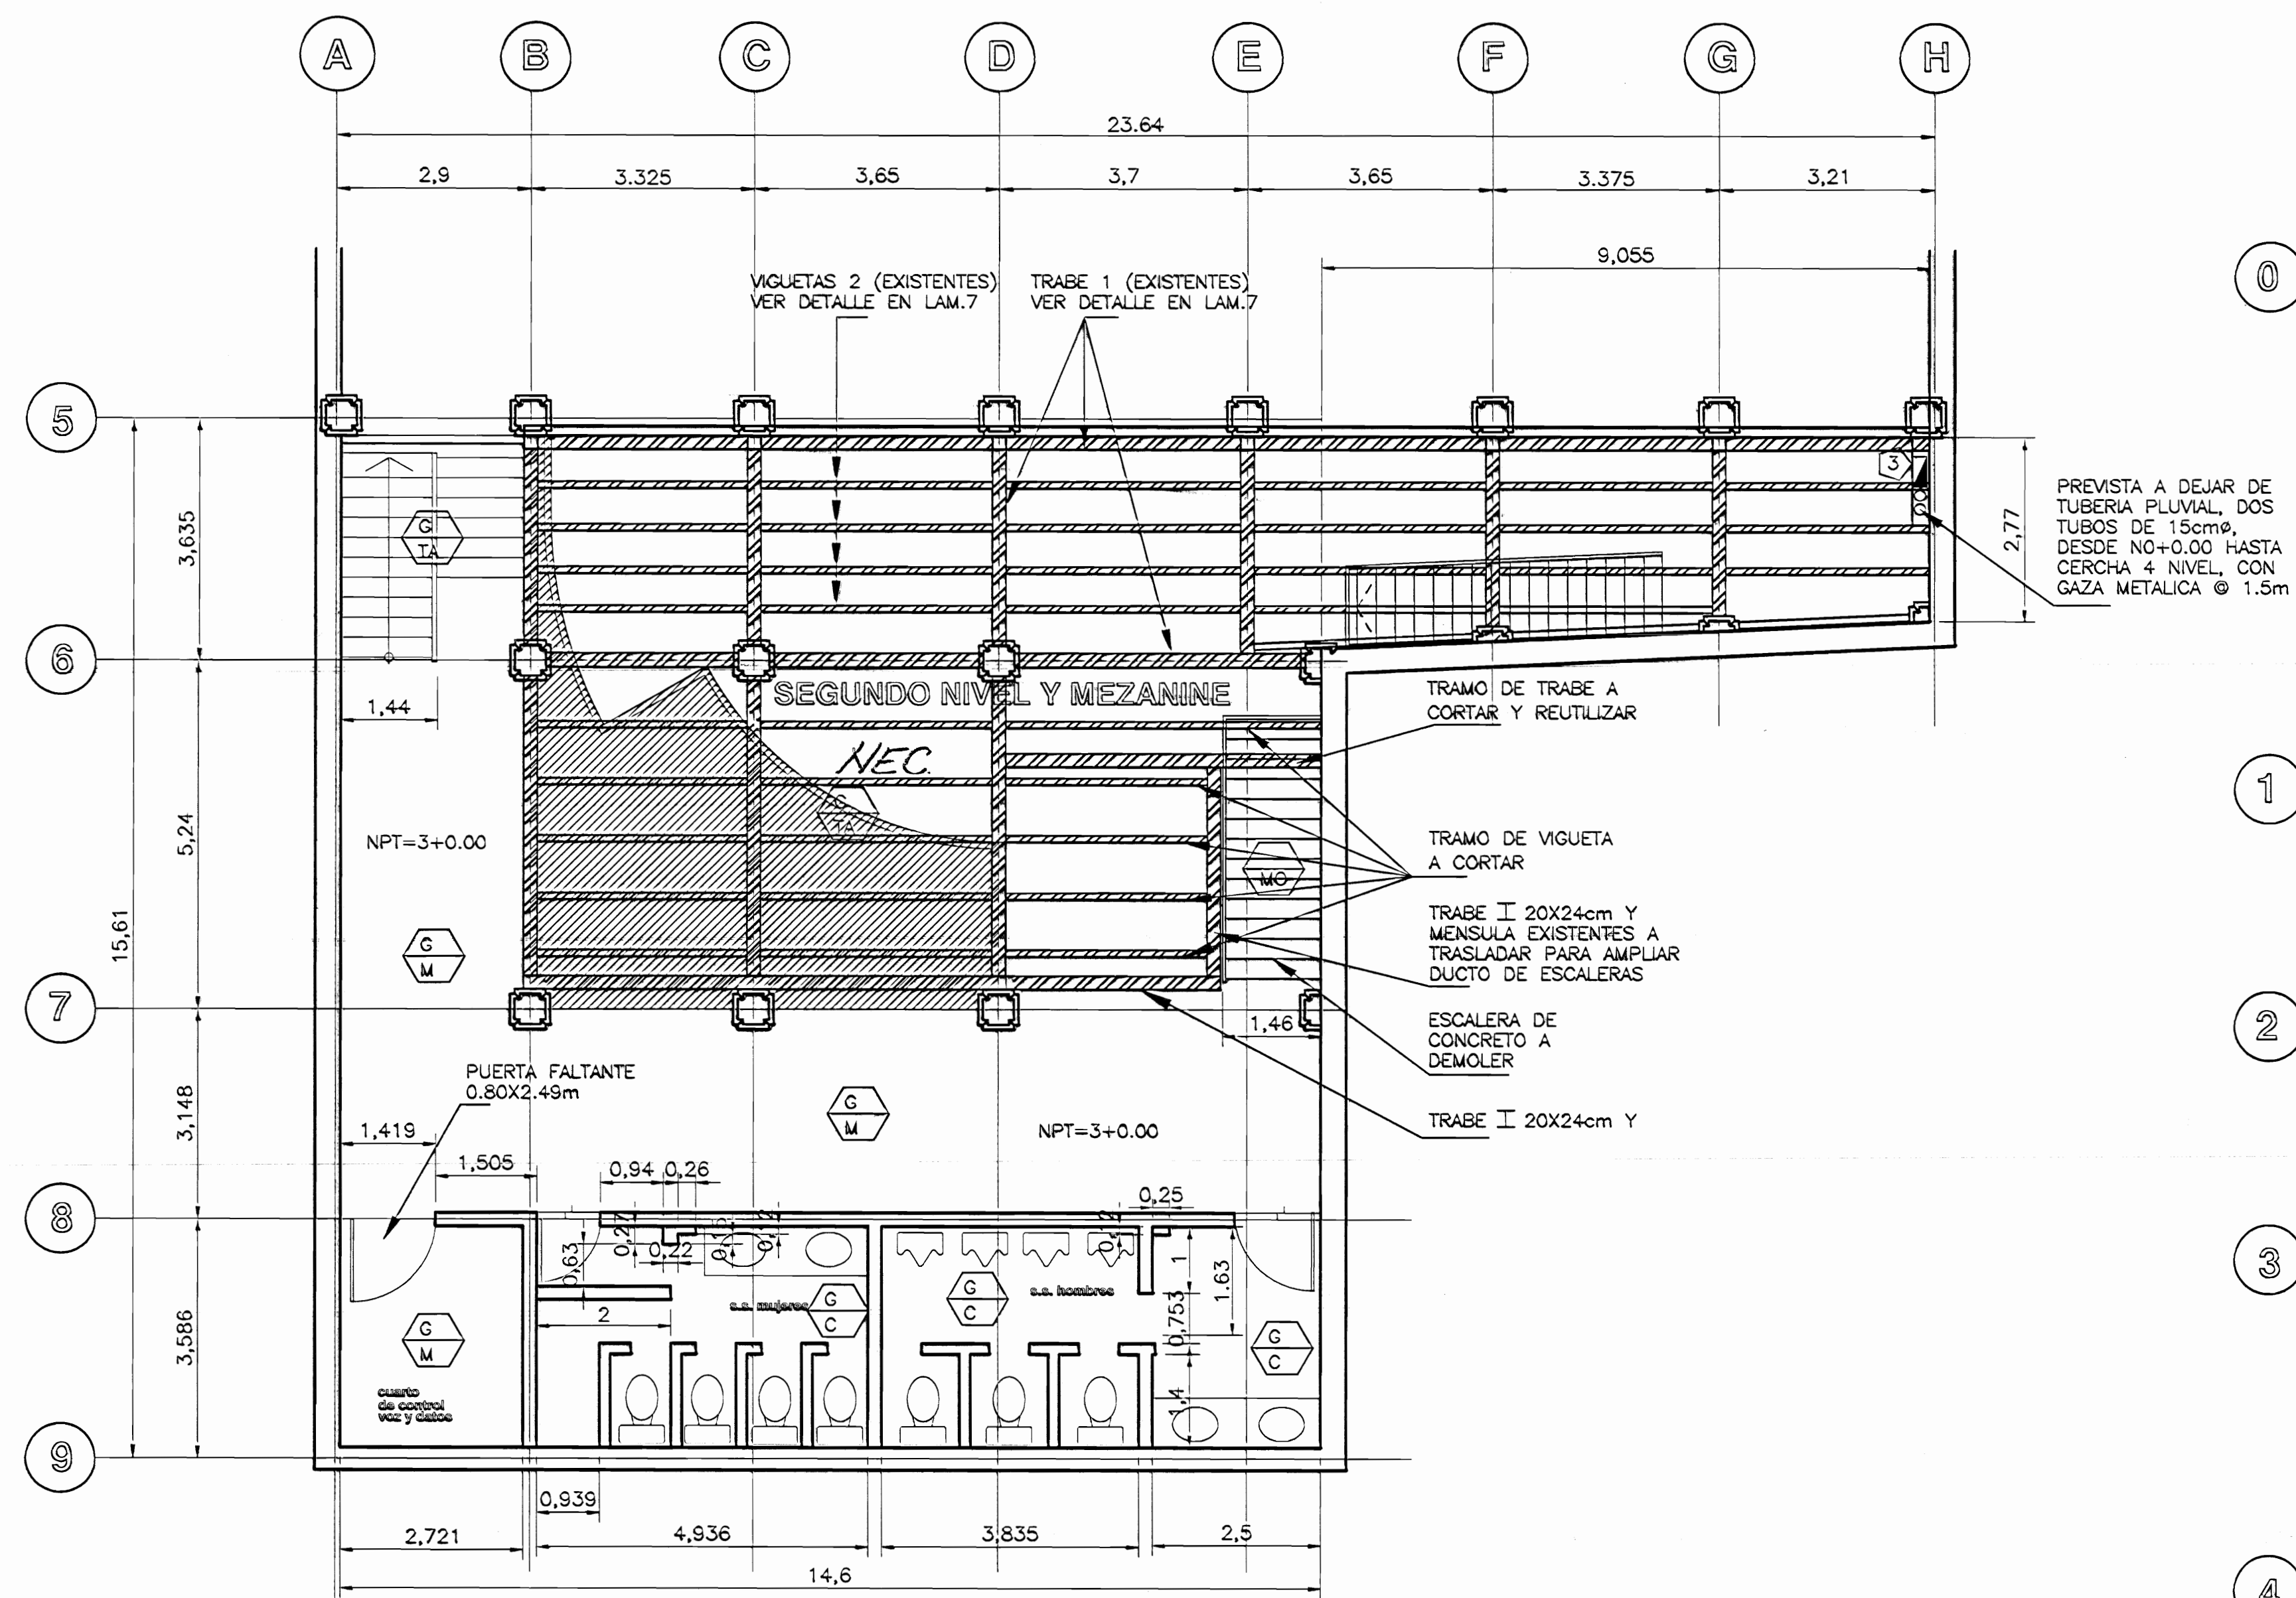 A B C D E F G H
23.64
2,9 3.325 3,65 3,7 3,65 3.375 3,21
9,055
0
VIGUETAS 2 (EXISTENTES)
VER DETALLE EN LAM.7
TRABE 1 (EXISTENTES)
VER DETALLE EN LAM.7
5
3
G
TA
3,635
2,77
PREVISTA A DEJAR DE
TUBERIA PLUVIAL, DOS
TUBOS DE 15cmø,
DESDE N0+0.00 HASTA
CERCHA 4 NIVEL, CON
GAZA METALICA @ 1.5m
6
1,44
SEGUNDO NIVEL Y MEZANINE
TRAMO DE TRABE A
CORTAR Y REUTILIZAR
NEC.
1
5,24
NPT=3+0.00
G
TA
MO
TRAMO DE VIGUETA
A CORTAR
15,61
G
M
TRABE I 20X24cm Y
MENSULA EXISTENTES A
TRASLADAR PARA AMPLIAR
DUCTO DE ESCALERAS
7
1,46
ESCALERA DE
CONCRETO A
DEMOLER
2
PUERTA FALTANTE
0.80X2.49m
3,148
G
M
1,419
NPT=3+0.00
TRABE I 20X24cm Y
1,505
0,94 0,26
0,25
8
0,27
0,22
0,63
1
1.63
3
2
s.s. mujeres
G
C
G
C
s.s. hombres
0,753
3,586
G
M
G
C
cuarto
de control
voz y datos
1,4
9
0,939
2,721 4,936 3,835 2,5
14,6
4